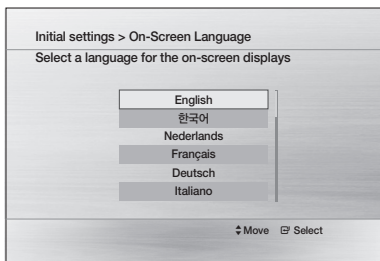 Initial settings > On-Screen Language
Select a language for the on-screen displays
English
한국어
Nederlands
Français
Deutsch
Italiano
Move Select